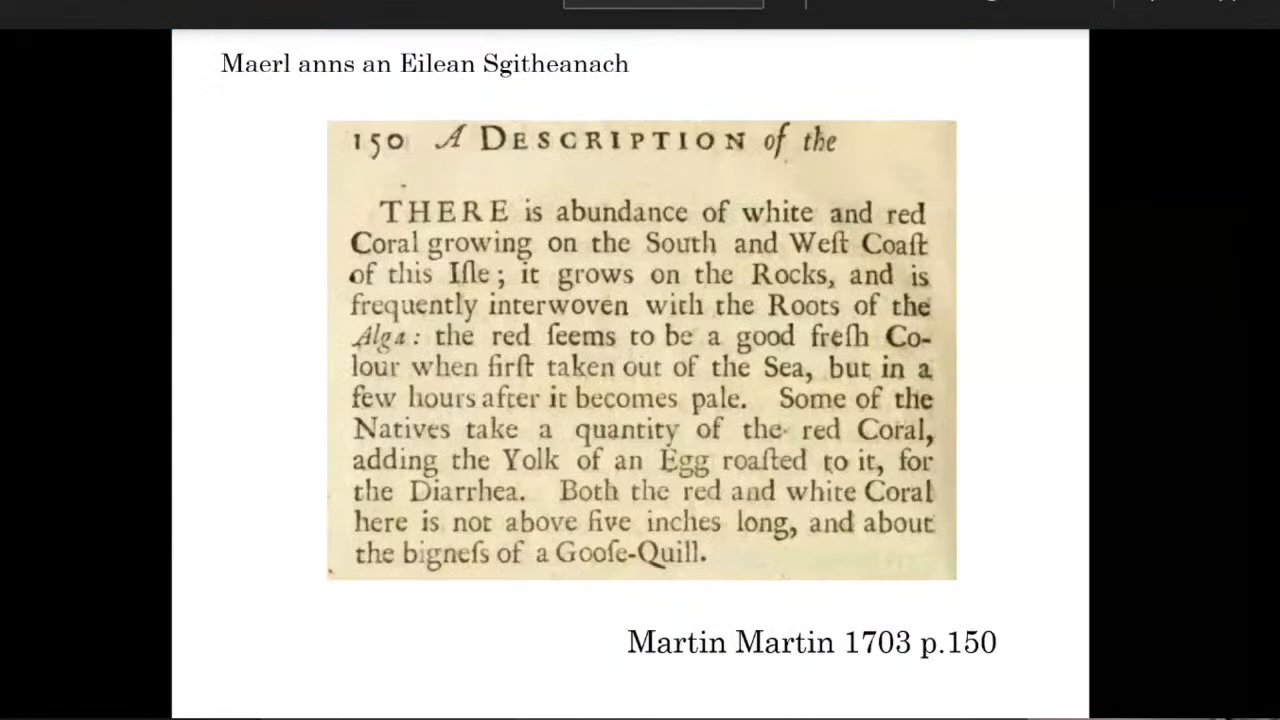 Maerl anns an Eilean Sgitheanach
150 A DESCRIPTION of the
THERE is abundance of white and red
Coral growing on the South and Weſt Coaſt
of this Iſle; it grows on the Rocks, and is
frequently interwoven with the Roots of the
Alga: the red ſeems to be a good freſh Co-
lour when firſt taken out of the Sea, but in a
few hours after it becomes pale. Some of the
Natives take a quantity of the red Coral,
adding the Yolk of an Egg roaſted to it, for
the Diarrhea. Both the red and white Coral
here is not above five inches long, and about
the bigneſs of a Gooſe-Quill.
Martin Martin 1703 p.150